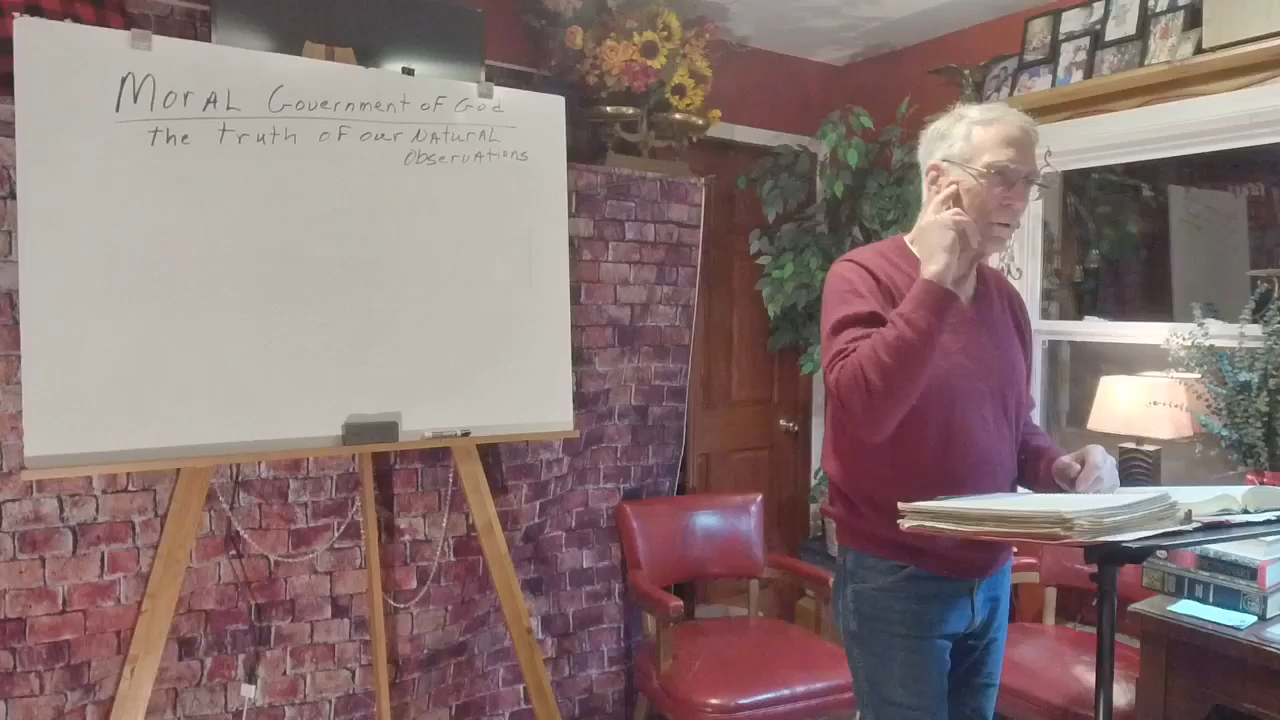 Moral Government of God
the truth of our Natural
Observations